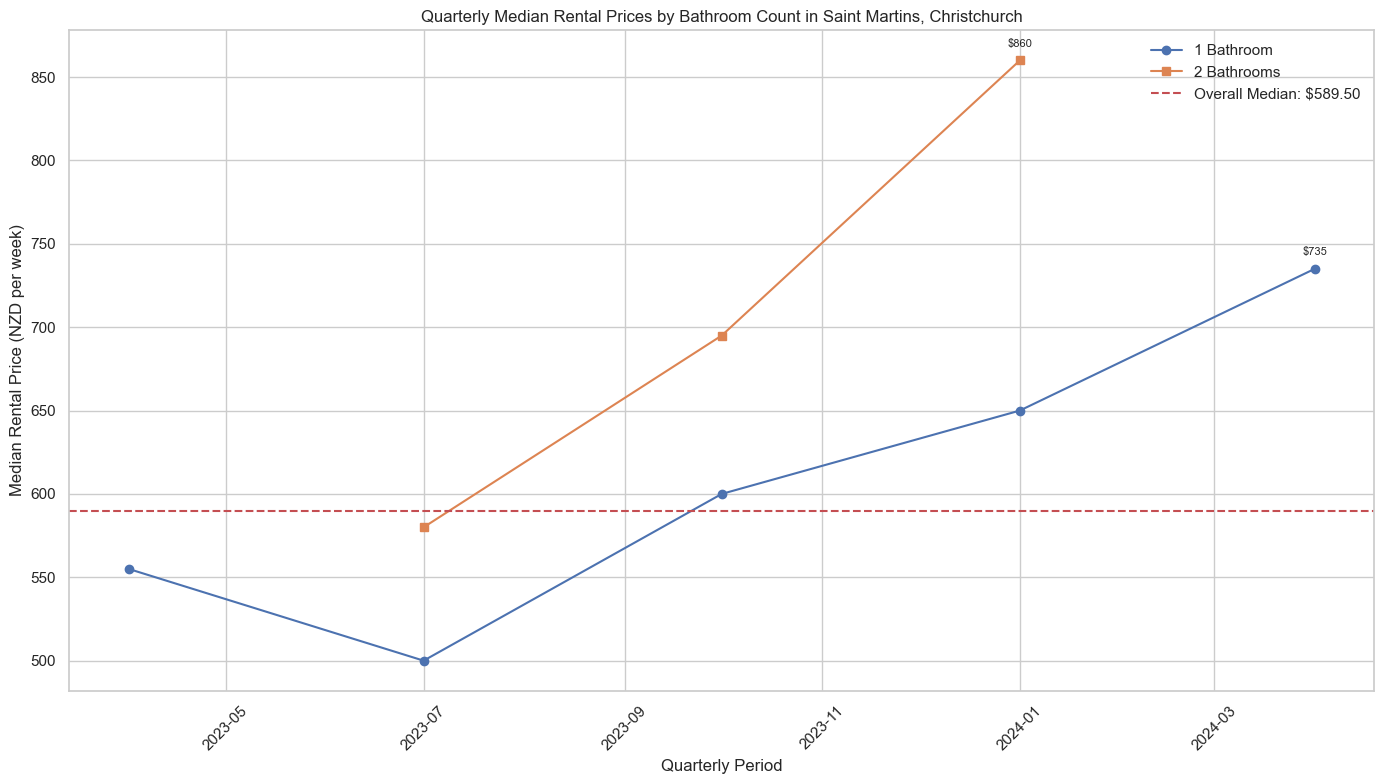 Quarterly Median Rental Prices by Bathroom Count in Saint Martins, Christchurch
$860
1 Bathroom
2 Bathrooms
Overall Median: $589.50
$735
Median Rental Price (NZD per week)
850
800
750
700
650
600
550
500
2023-05
2023-07
2023-09
2023-11
2024-01
2024-03
Quarterly Period